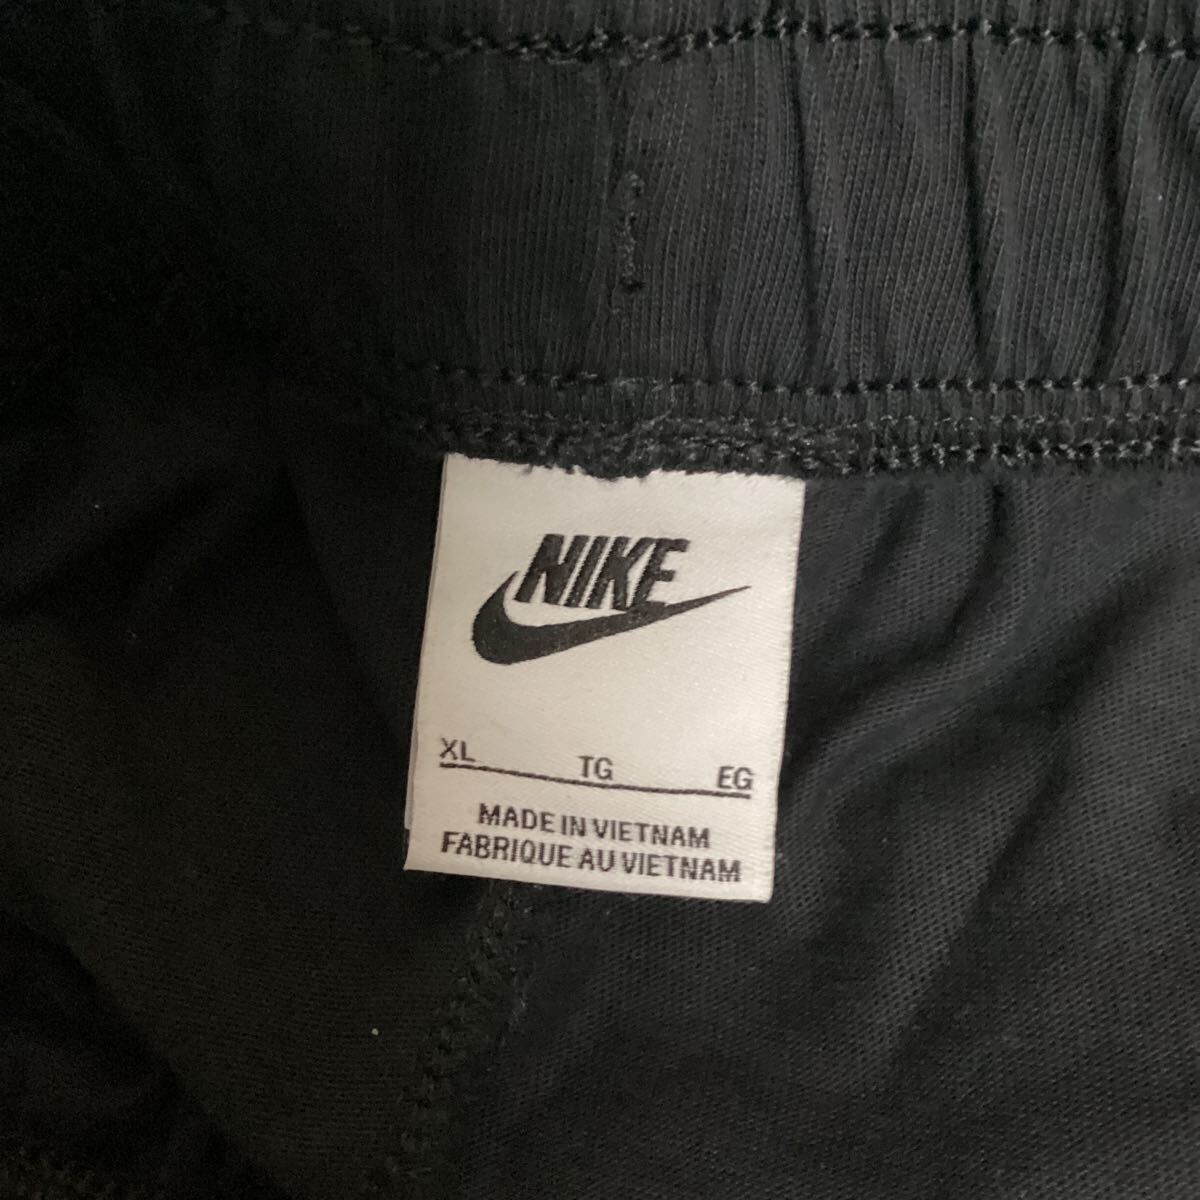 NIKE
XL TG EG
MADE IN VIETNAM
FABRIQUE AU VIETNAM